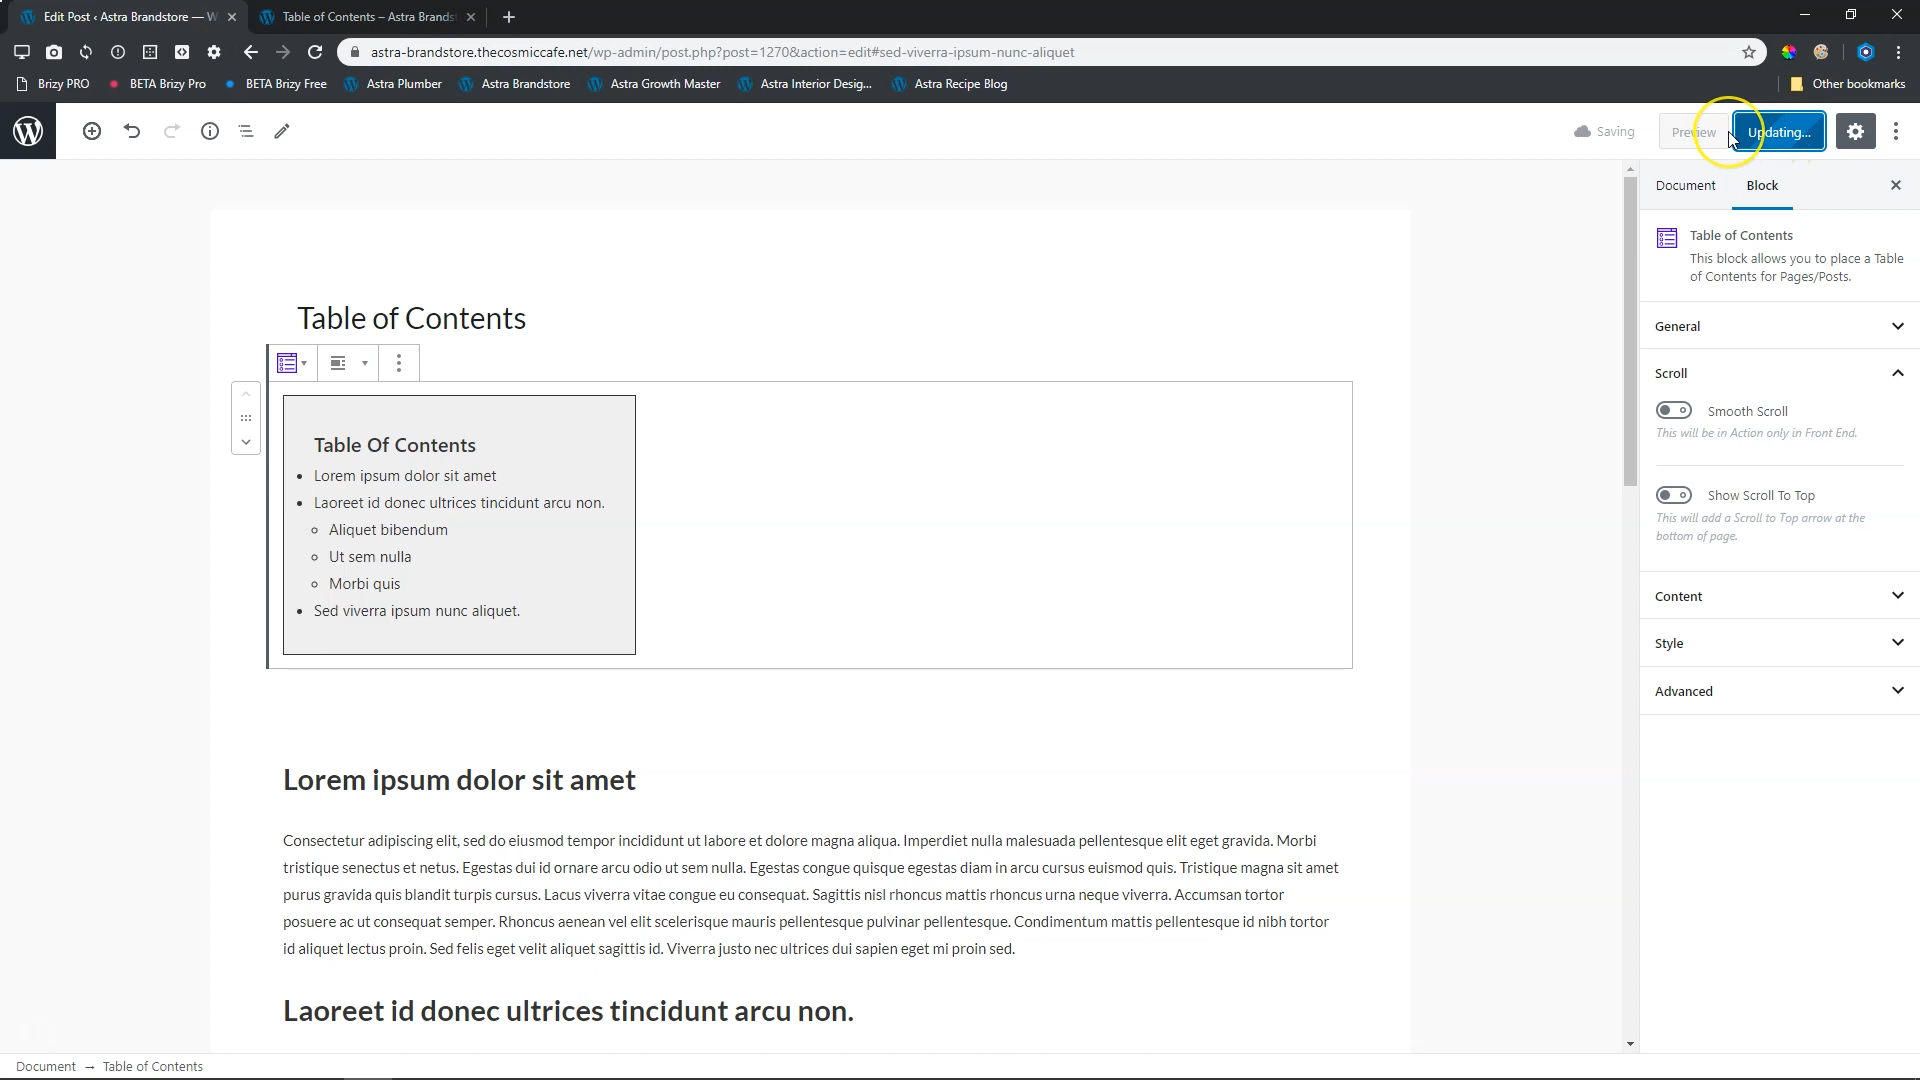 Edit Post ‹ Astra Brandstore — W
Table of Contents – Astra Brandst
astra-brandstore.thecosmiccafe.net/wp-admin/post.php?post=1270&action=edit#sed-viverra-ipsum-nunc-aliquet
Brizy PRO
BETA Brizy Pro
BETA Brizy Free
Astra Plumber
Astra Brandstore
Astra Growth Master
Astra Interior Desig...
Astra Recipe Blog
Other bookmarks
Saving
Preview
Updating...
Document
Block
Table of Contents
This block allows you to place a Table
of Contents for Pages/Posts.
General
Scroll
Smooth Scroll
This will be in Action only in Front End.
Show Scroll To Top
This will add a Scroll to Top arrow at the
bottom of page.
Content
Style
Advanced
Table of Contents
Table Of Contents
Lorem ipsum dolor sit amet
Laoreet id donec ultrices tincidunt arcu non.
Aliquet bibendum
Ut sem nulla
Morbi quis
Sed viverra ipsum nunc aliquet.
Lorem ipsum dolor sit amet
Consectetur adipiscing elit, sed do eiusmod tempor incididunt ut labore et dolore magna aliqua. Imperdiet nulla malesuada pellentesque elit eget gravida. Morbi
tristique senectus et netus. Egestas dui id ornare arcu odio ut sem nulla. Egestas congue quisque egestas diam in arcu cursus euismod quis. Tristique magna sit amet
purus gravida quis blandit turpis cursus. Lacus viverra vitae congue eu consequat. Sagittis nisl rhoncus mattis rhoncus urna neque viverra. Accumsan tortor
posuere ac ut consequat semper. Rhoncus aenean vel elit scelerisque mauris pellentesque pulvinar pellentesque. Condimentum mattis pellentesque id nibh tortor
id aliquet lectus proin. Sed felis eget velit aliquet sagittis id. Viverra justo nec ultrices dui sapien eget mi proin sed.
Laoreet id donec ultrices tincidunt arcu non.
Document → Table of Contents